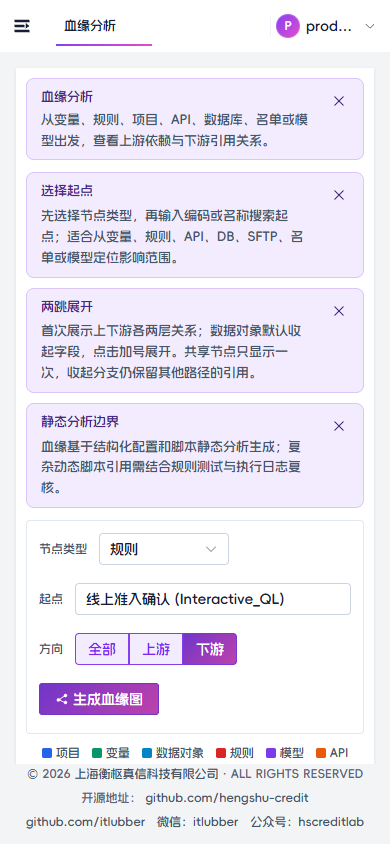 血缘分析
P prod...
血缘分析
从变量、规则、项目、API、数据库、名单或模
型出发，查看上游依赖与下游引用关系。
选择起点
先选择节点类型，再输入编码或名称搜索起
点；适合从变量、规则、API、DB、SFTP、名
单或模型定位影响范围。
两跳展开
首次展示上下游各两层关系；数据对象默认收
起字段，点击加号展开。共享节点只显示一
次，收起分支仍保留其他路径的引用。
静态分析边界
血缘基于结构化配置和脚本静态分析生成；复
杂动态脚本引用需结合规则测试与执行日志复
核。
节点类型 规则
起点 线上准入确认 (Interactive_QL)
方向 全部 上游 下游
生成血缘图
项目 变量 数据对象 规则 模型 API
© 2026 上海衡枢真信科技有限公司 · ALL RIGHTS RESERVED
开源地址： github.com/hengshu-credit
github.com/itlubber 微信：itlubber 公众号：hscreditlab